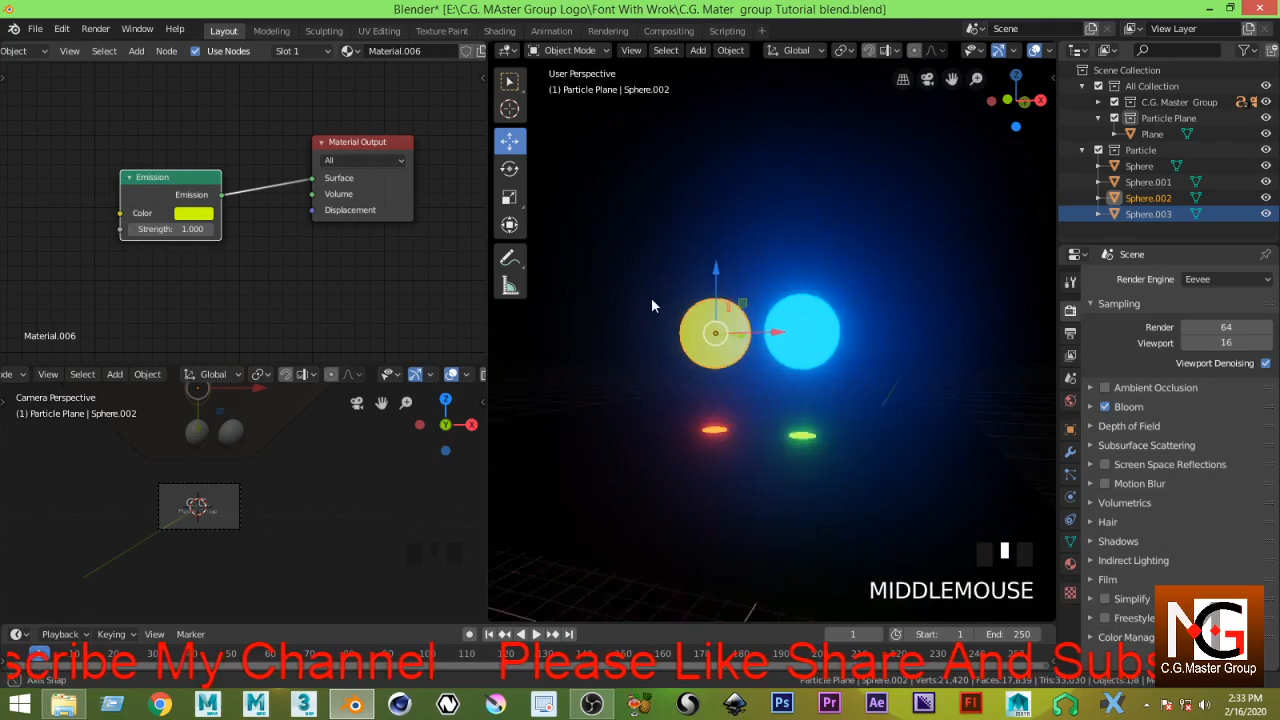 Blender* [E:\C.G. MAster Group Logo\Font With Wrok\C.G. Mater  group Tutorial blend.blend]
File Edit Render Window Help Layout Modeling Sculpting UV Editing Texture Paint Shading Animation Rendering Compositing Scripting + Scene View Layer
Object View Select Add Node Use Nodes Slot 1 Material.006
Object Mode View Select Add Object Global
User Perspective
(1) Particle Plane | Sphere.002
Scene Collection
All Collection
C.G. Master Group
Particle Plane
Plane
Particle
Sphere
Sphere.001
Sphere.002
Sphere.003
Material Output
All
Surface
Volume
Displacement
Emission
Emission
Color
Strength: 1.000
Material.006
Scene
Render Engine Eevee
Sampling
Render 64
Viewport 16
Viewport Denoising
Ambient Occlusion
Bloom
Depth of Field
Subsurface Scattering
Screen Space Reflections
Motion Blur
Volumetrics
Hair
Shadows
Indirect Lighting
Film
Simplify
Freestyle
Color Manag
ode View Select Add Object Global
Camera Perspective
(1) Particle Plane | Sphere.002
MIDDLEMOUSE
Playback Keying View Marker 1 Start: 1 End: 250
scribe My Channel Please Like Share And Subs
NGC
C.G.Master Group
Axis Snap
2:33 PM
2/16/2020